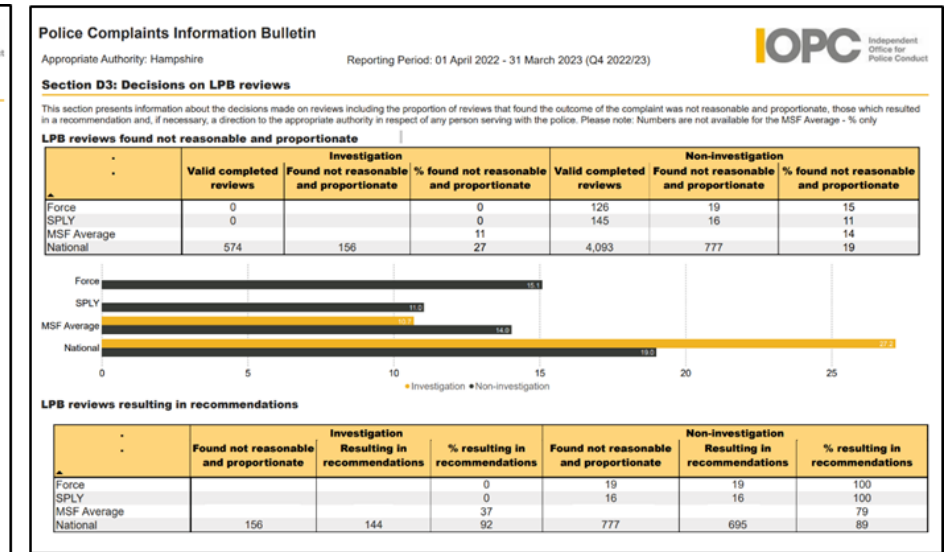 Police Complaints Information Bulletin
IOPC Independent
Office for
Police Conduct
Appropriate Authority: Hampshire Reporting Period: 01 April 2022 - 31 March 2023 (Q4 2022/23)
Section D3: Decisions on LPB reviews
This section presents information about the decisions made on reviews including the proportion of reviews that found the outcome of the complaint was not reasonable and proportionate, those which resulted
in a recommendation and, if necessary, a direction to the appropriate authority in respect of any person serving with the police. Please note: Numbers are not available for the MSF Average - % only
LPB reviews found not reasonable and proportionate
Investigation Non-investigation
Valid completed Found not reasonable % found not reasonable Valid completed Found not reasonable % found not reasonable
reviews and proportionate and proportionate reviews and proportionate and proportionate
Force 0 0 126 19 15
SPLY 0 0 145 16 11
MSF Average 11 14
National 574 156 27 4,093 777 19
Force 15.1
SPLY 11.0
MSF Average 10.7
14.0
National 27.2
19.0
0 5 10 15 20 25
Investigation Non-investigation
LPB reviews resulting in recommendations
Investigation Non-investigation
Found not reasonable Resulting in % resulting in Found not reasonable Resulting in % resulting in
and proportionate recommendations recommendations and proportionate recommendations recommendations
Force 0 19 19 100
SPLY 0 16 16 100
MSF Average 37 79
National 156 144 92 777 695 89